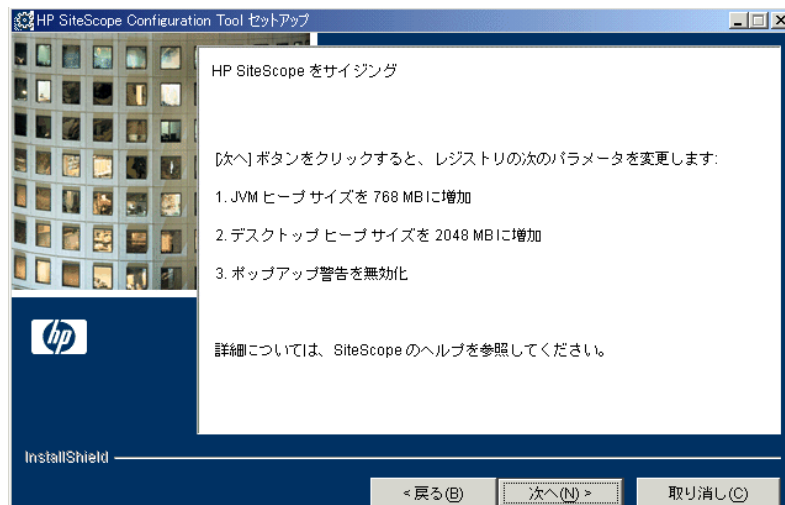 HP SiteScope Configuration Tool セットアップ
HP SiteScope をサイジング
[次へ] ボタンをクリックすると、レジストリの次のパラメータを変更します:
1. JVM ヒープ サイズを 768 MBに増加
2. デスクトップ ヒープ サイズを 2048 MBに増加
3. ポップアップ警告を無効化
hp
詳細については、SiteScope のヘルプを参照してください。
InstallShield
< 戻る(B)
次へ(N) >
取り消し(C)